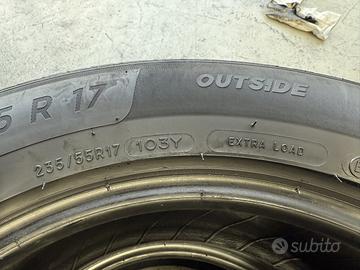 OUTSIDE
5 R 17
235/55R17 103Y EXTRA LOAD
subito